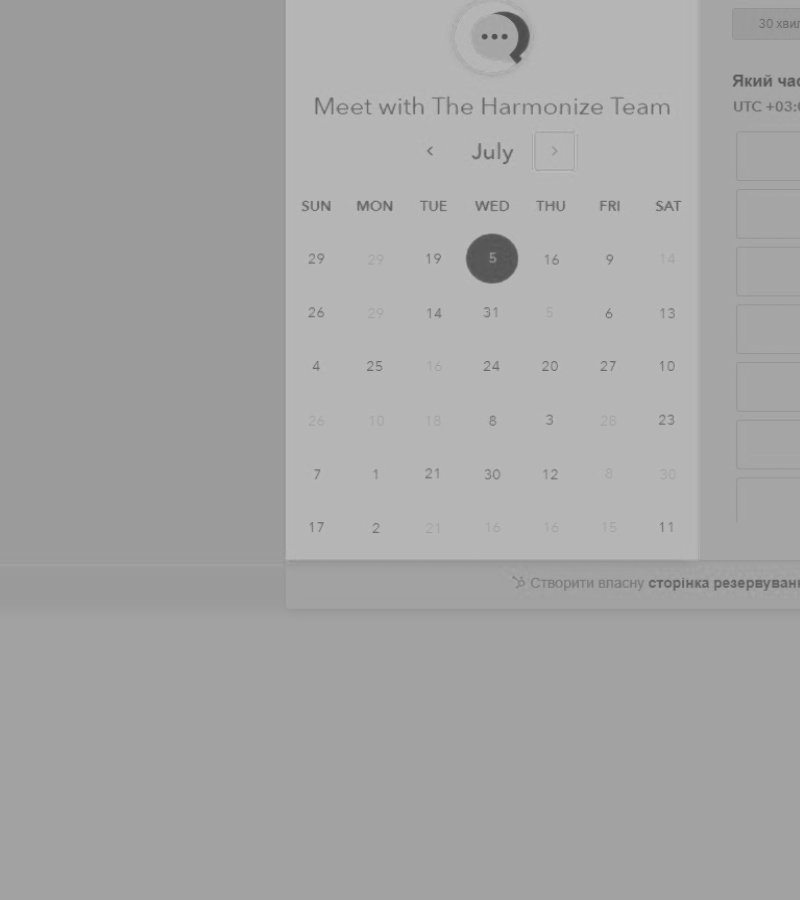 30
Meet with The Harmonize Team
Який
UTC +03:
July
SUN MON TUE WED THU FRI SAT
29 29 19 5 16 9 14
26 29 14 31 5 6 13
4 25 16 24 20 27 10
26 10 18 8 3 28 23
7 1 21 30 12 8 30
17 2 21 16 16 15 11
Створити власну сторінка